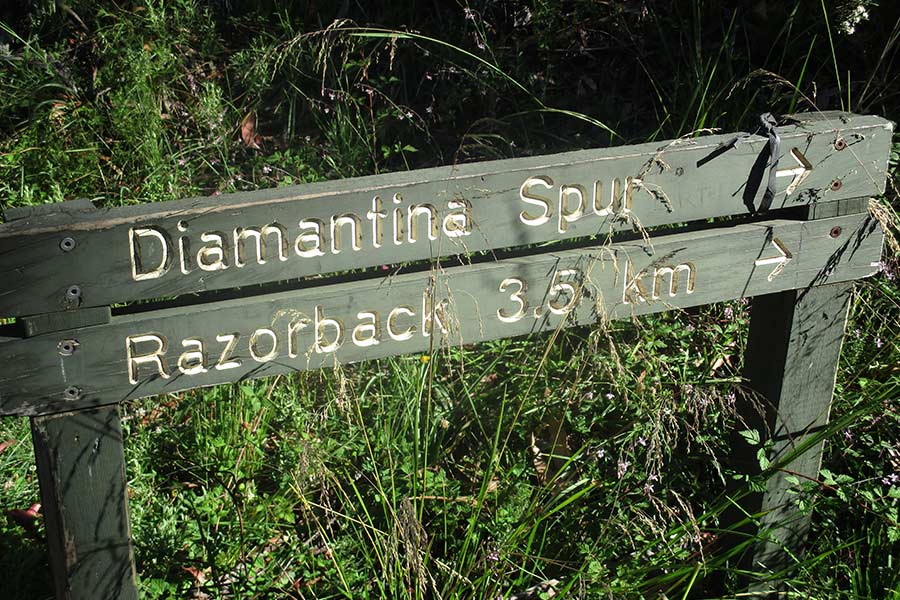 Diamantina Spur →
Razorback 3.5 km →